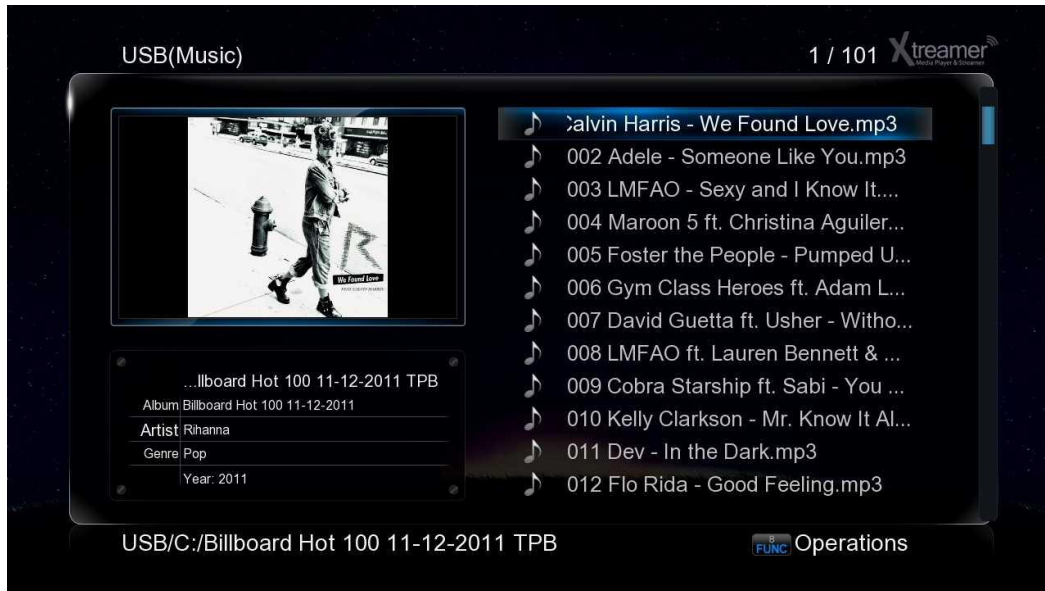 USB(Music)
1 / 101
Xtreamer
Media Player & Streamer
We Found Love
...llboard Hot 100 11-12-2011 TPB
Album Billboard Hot 100 11-12-2011
Artist Rihanna
Genre Pop
Year: 2011
Calvin Harris - We Found Love.mp3
002 Adele - Someone Like You.mp3
003 LMFAO - Sexy and I Know It....
004 Maroon 5 ft. Christina Aguiler...
005 Foster the People - Pumped U...
006 Gym Class Heroes ft. Adam L...
007 David Guetta ft. Usher - Witho...
008 LMFAO ft. Lauren Bennett & ...
009 Cobra Starship ft. Sabi - You ...
010 Kelly Clarkson - Mr. Know It Al...
011 Dev - In the Dark.mp3
012 Flo Rida - Good Feeling.mp3
USB/C:/Billboard Hot 100 11-12-2011 TPB
8
FUNC Operations